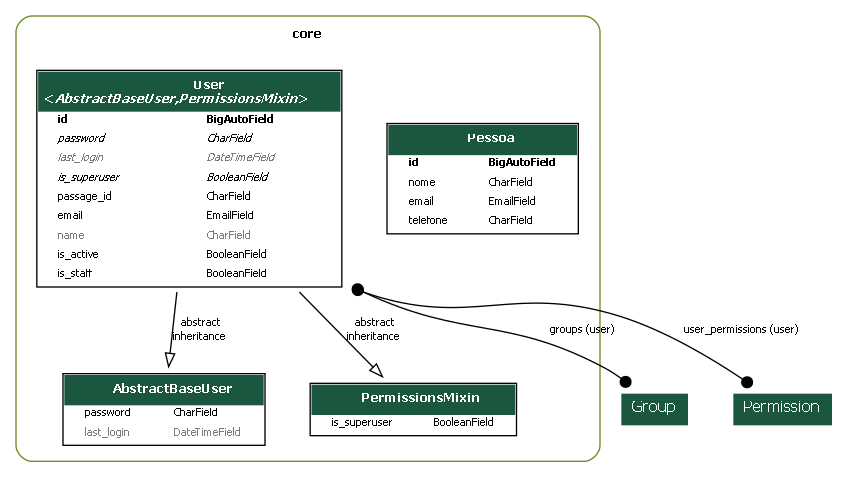 core
User
<AbstractBaseUser,PermissionsMixin>
id BigAutoField
password CharField
last_login DateTimeField
is_superuser BooleanField
passage_id CharField
email EmailField
name CharField
is_active BooleanField
is_staff BooleanField
Pessoa
id BigAutoField
nome CharField
email EmailField
telefone CharField
abstract
inheritance
abstract
inheritance
groups (user)
user_permissions (user)
AbstractBaseUser
password CharField
last_login DateTimeField
PermissionsMixin
is_superuser BooleanField
Group
Permission